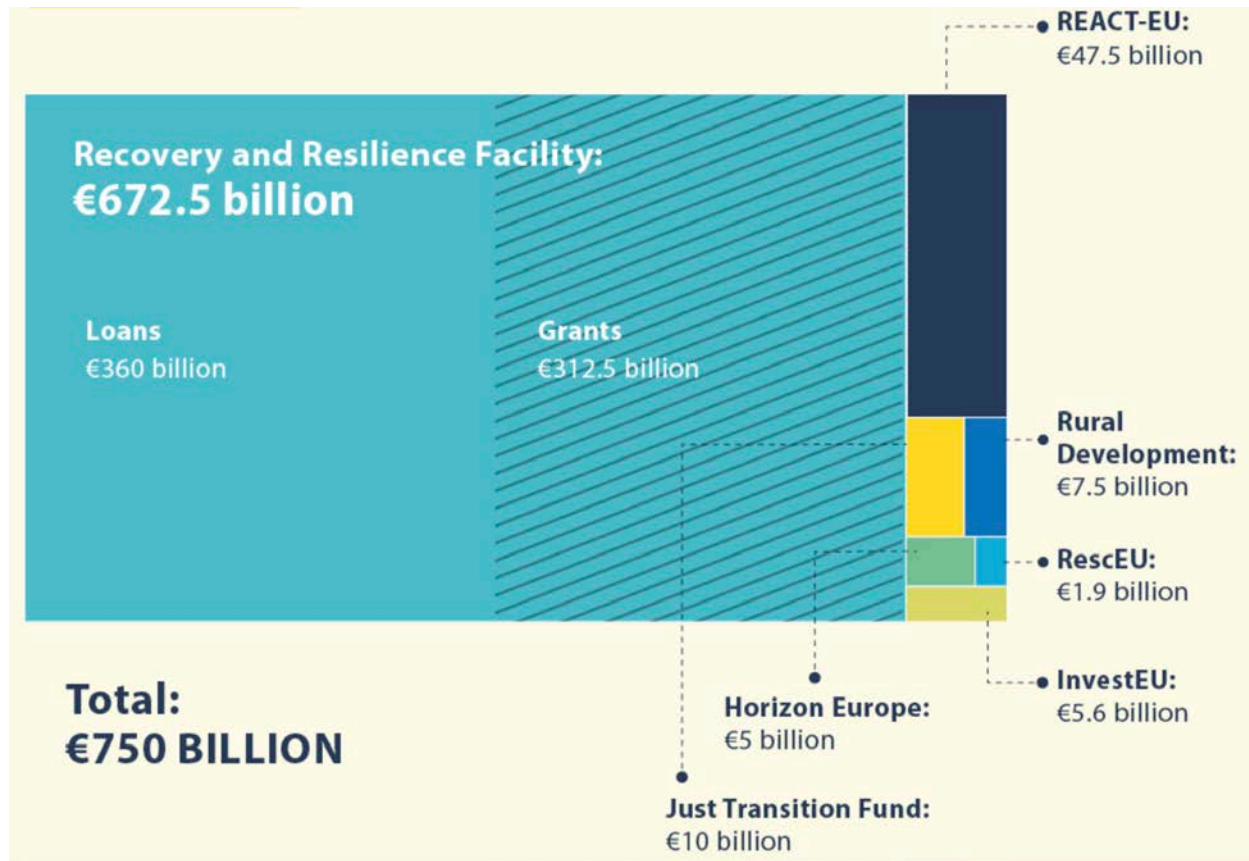 REACT-EU:
€47.5 billion
Recovery and Resilience Facility:
€672.5 billion
Loans
€360 billion
Grants
€312.5 billion
Rural
Development:
€7.5 billion
RescEU:
€1.9 billion
InvestEU:
€5.6 billion
Total:
€750 BILLION
Horizon Europe:
€5 billion
Just Transition Fund:
€10 billion